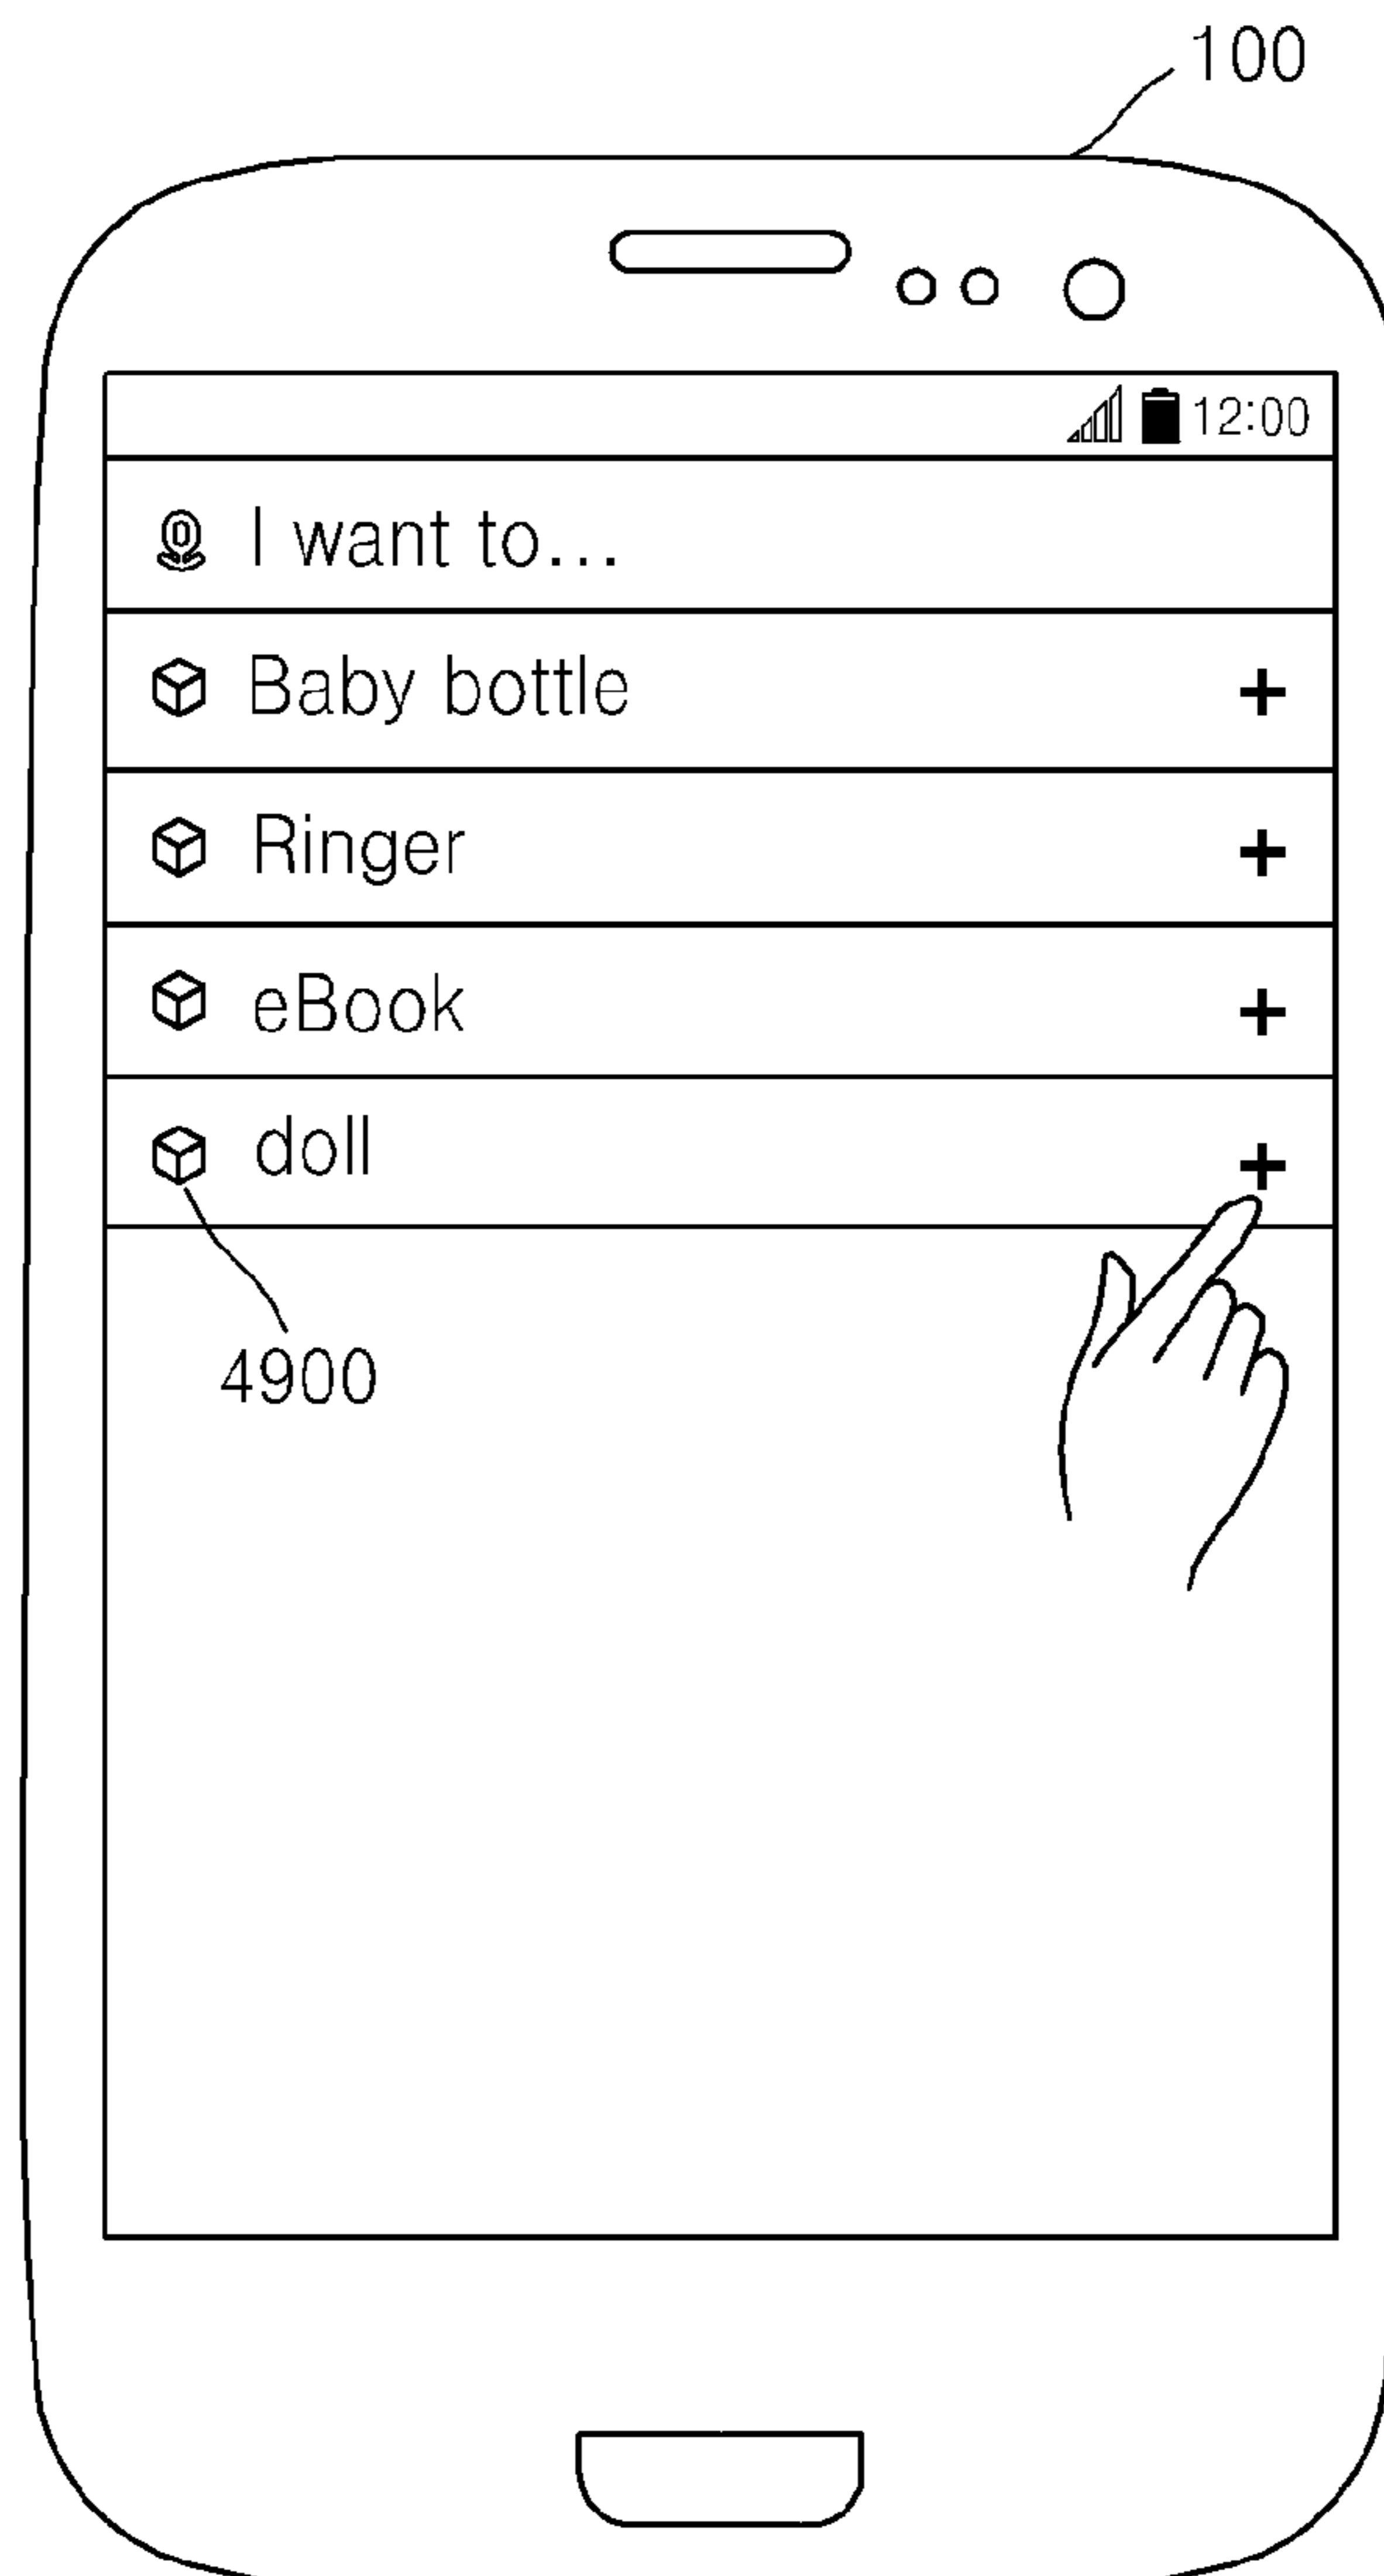 100
12:00
I want to...
Baby bottle +
Ringer +
eBook +
doll +
4900